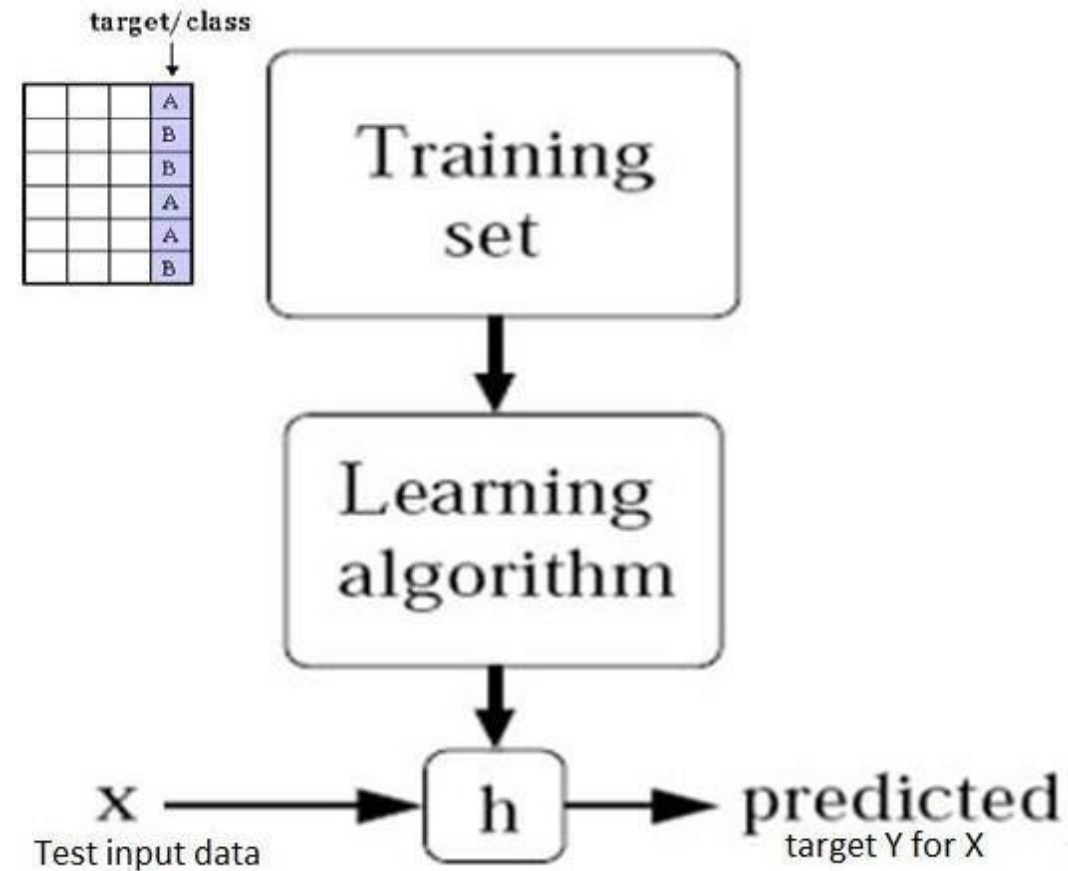 target/class
A
B
B
A
A
B
Training
set
Learning
algorithm
x
Test input data
h
predicted
target Y for X